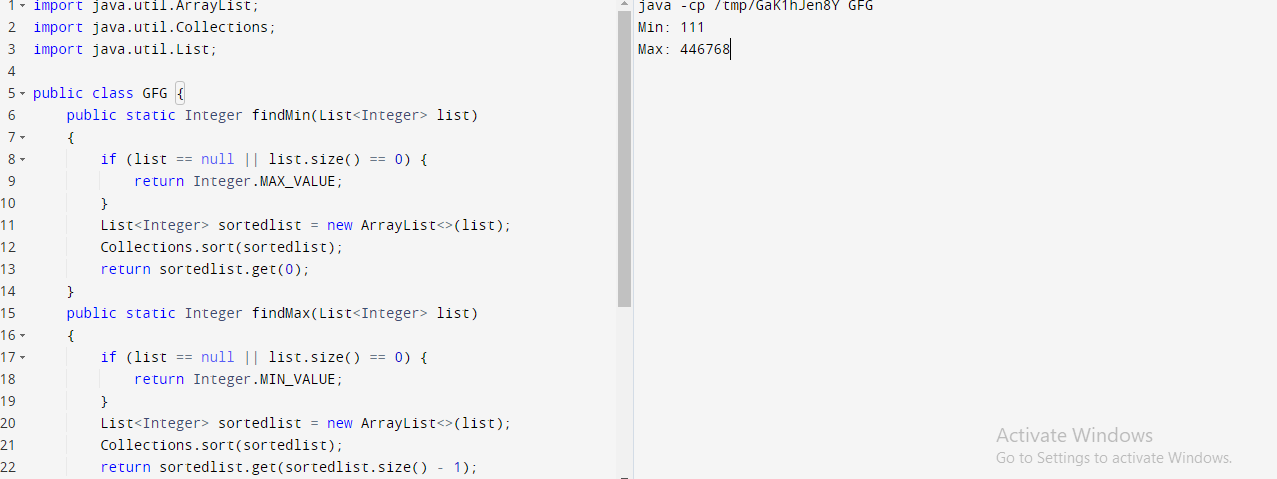 1 import java.util.ArrayList;
2 import java.util.Collections;
3 import java.util.List;
4
5 public class GFG {
6 public static Integer findMin(List<Integer> list)
7 {
8 if (list == null || list.size() == 0) {
9 return Integer.MAX_VALUE;
10 }
11 List<Integer> sortedlist = new ArrayList<>(list);
12 Collections.sort(sortedlist);
13 return sortedlist.get(0);
14 }
15 public static Integer findMax(List<Integer> list)
16 {
17 if (list == null || list.size() == 0) {
18 return Integer.MIN_VALUE;
19 }
20 List<Integer> sortedlist = new ArrayList<>(list);
21 Collections.sort(sortedlist);
22 return sortedlist.get(sortedlist.size() - 1);
java -cp /tmp/GaK1hJen8Y GFG
Min: 111
Max: 446768
Activate Windows
Go to Settings to activate Windows.